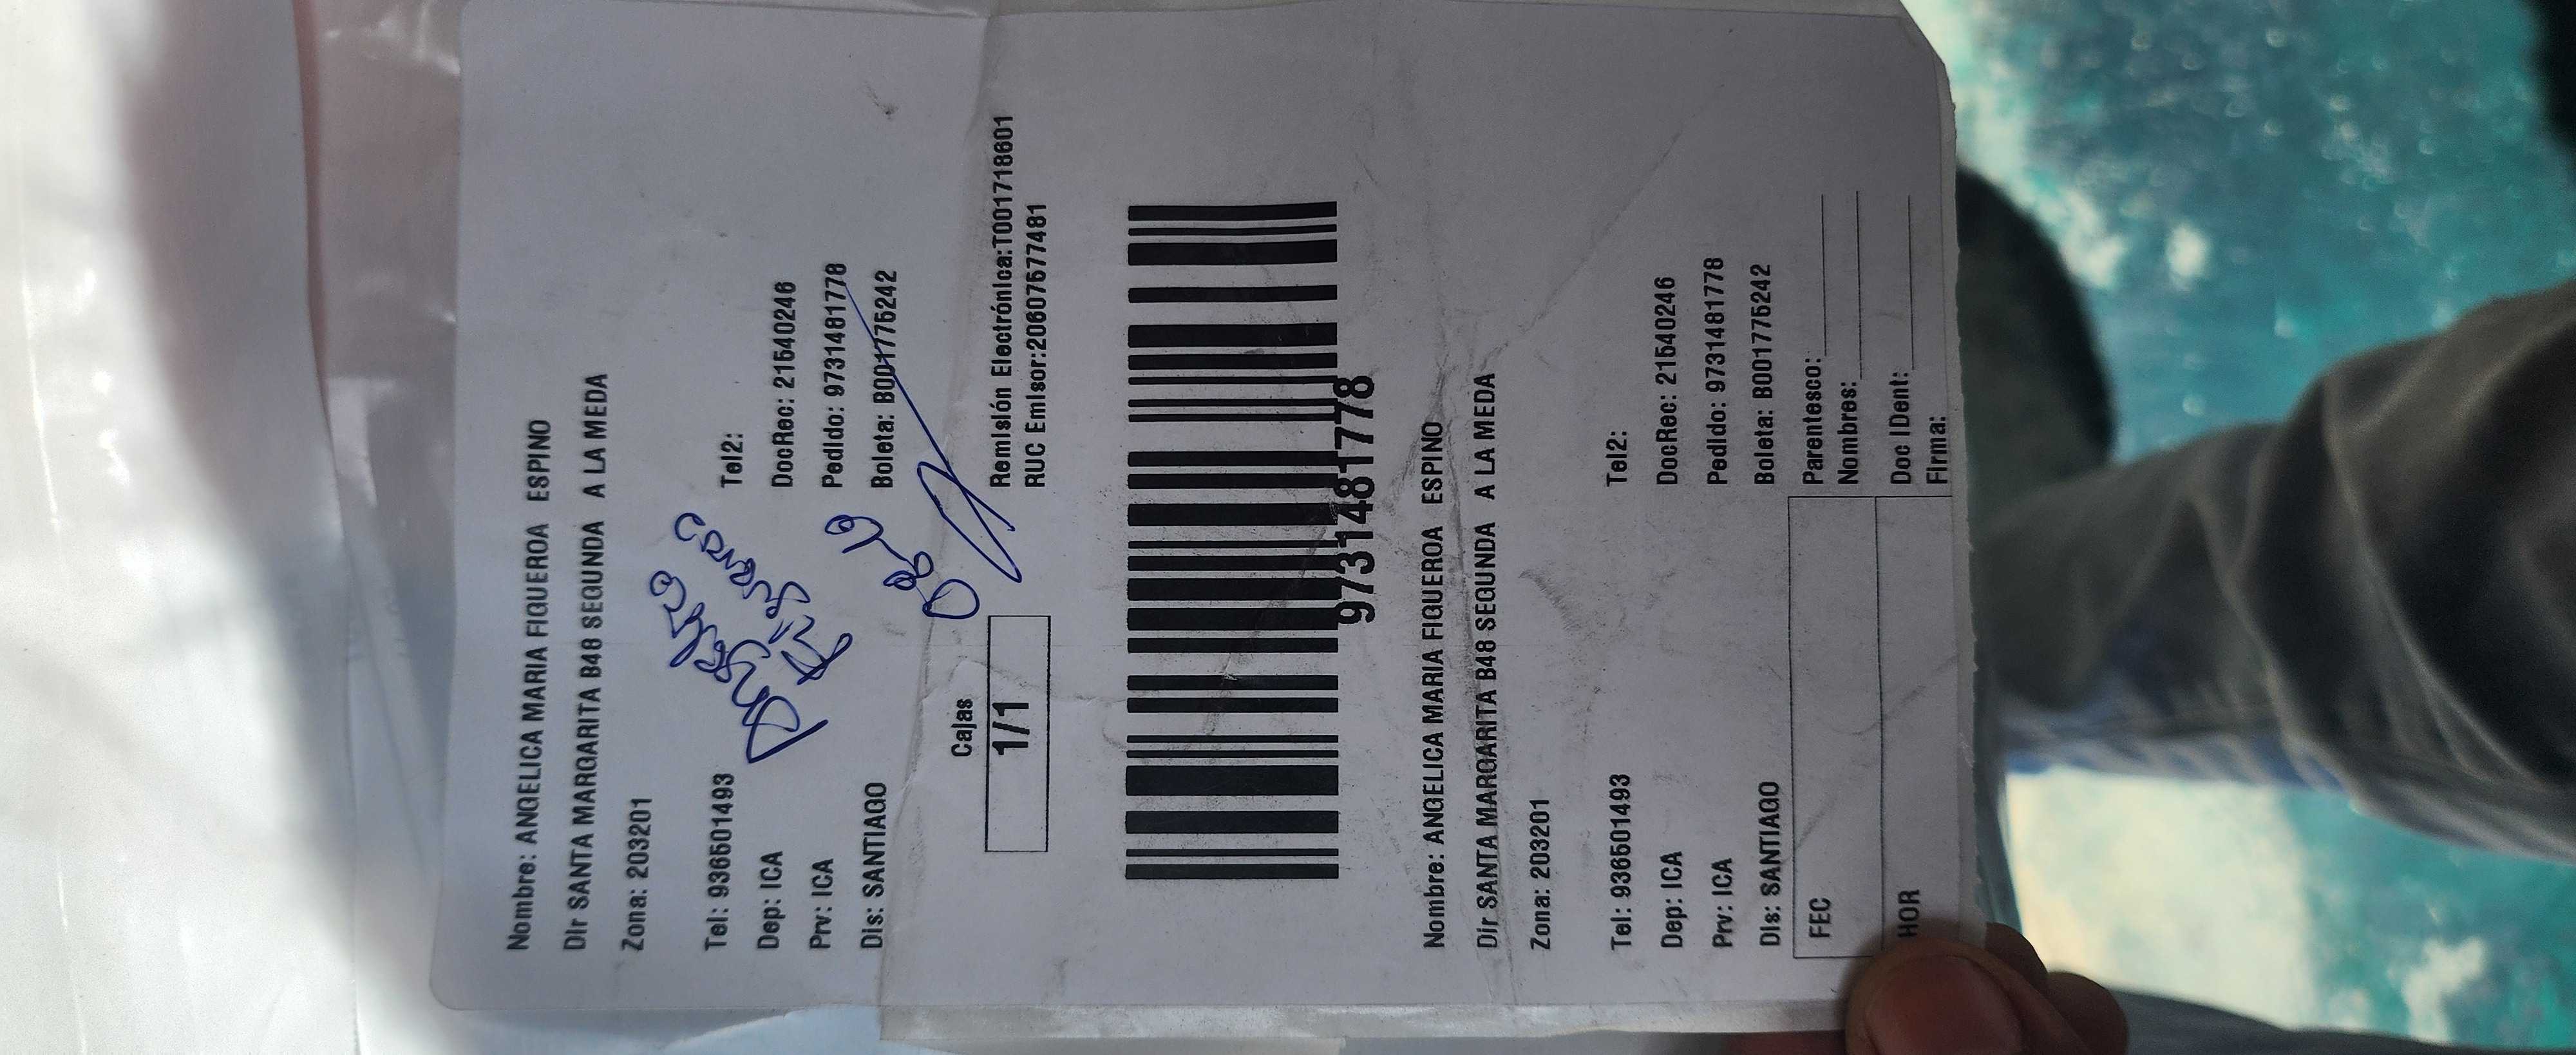 Nombre: ANGELICA MARIA FIGUEROA ESPINO
Dir SANTA MARGARITA B48 SEGUNDA A LA MEDA
Zona: 203201
Tel: 936501493 Tel2:
Dep: ICA DocRec: 21540246
Prv: ICA Pedido: 97314817178
Dis: SANTIAGO Boleta: B001775242
Cajas
1/1
Remisión Electrónica:T001718601
RUC Emisor:20607577481
97314817178
Nombre: ANGELICA MARIA FIGUEROA ESPINO
Dir SANTA MARGARITA B48 SEGUNDA A LA MEDA
Zona: 203201
Tel: 936501493 Tel2:
Dep: ICA DocRec: 21540246
Prv: ICA Pedido: 97314817178
Dis: SANTIAGO Boleta: B001775242
FEC Parentesco:
Nombres:
HOR Doc IDent:
Firma: